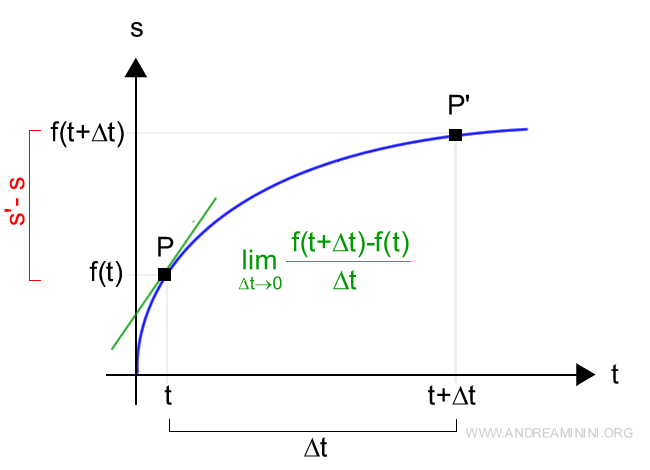 s
P'
f(t+Δt)
s'- s
P
f(t+Δt)-f(t)
lim
Δt→0
Δt
f(t)
t
t
t+Δt
Δt
WWW.ANDREAMININI.ORG